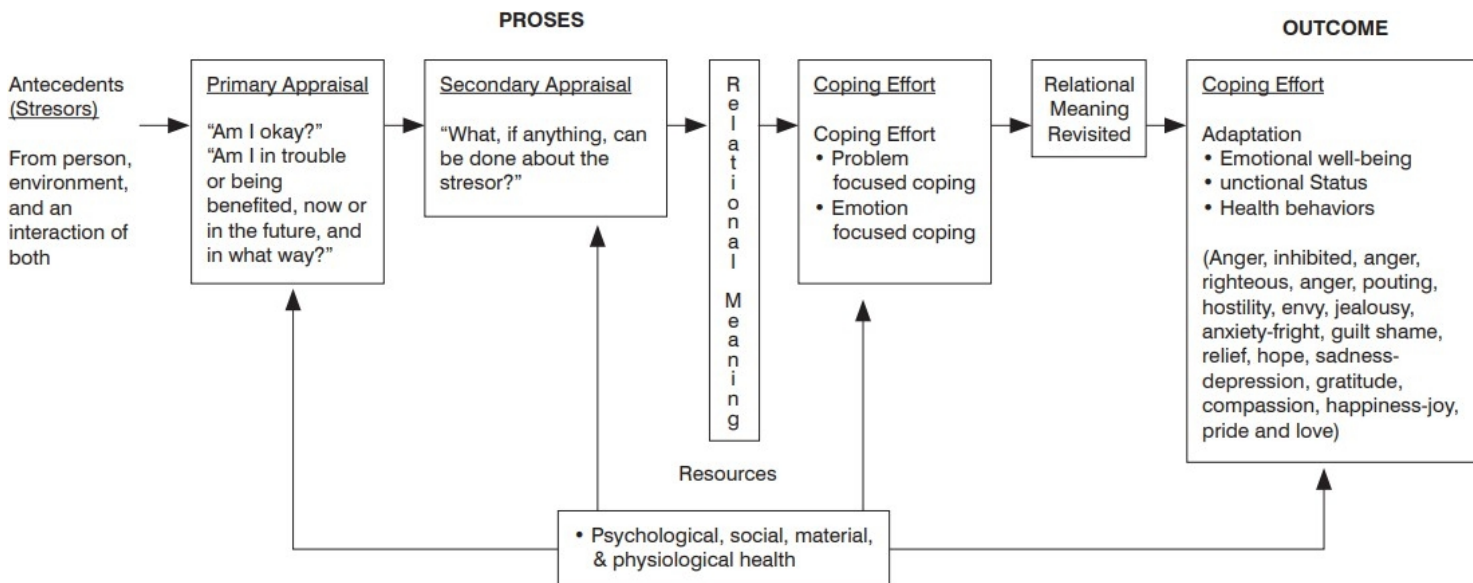 PROSES
OUTCOME
Antecedents
(Stresors)
From person,
environment,
and an
interaction of
both
Primary Appraisal
“Am I okay?”
“Am I in trouble
or being
benefited, now or
in the future, and
in what way?”
Secondary Appraisal
“What, if anything, can
be done about the
stresor?”
Relational Meaning
Coping Effort
Coping Effort
• Problem
focused coping
• Emotion
focused coping
Relational
Meaning
Revisited
Coping Effort
Adaptation
• Emotional well-being
• unctional Status
• Health behaviors
(Anger, inhibited, anger,
righteous, anger, pouting,
hostility, envy, jealousy,
anxiety-fright, guilt shame,
relief, hope, sadness-
depression, gratitude,
compassion, happiness-joy,
pride and love)
Resources
• Psychological, social, material,
& physiological health